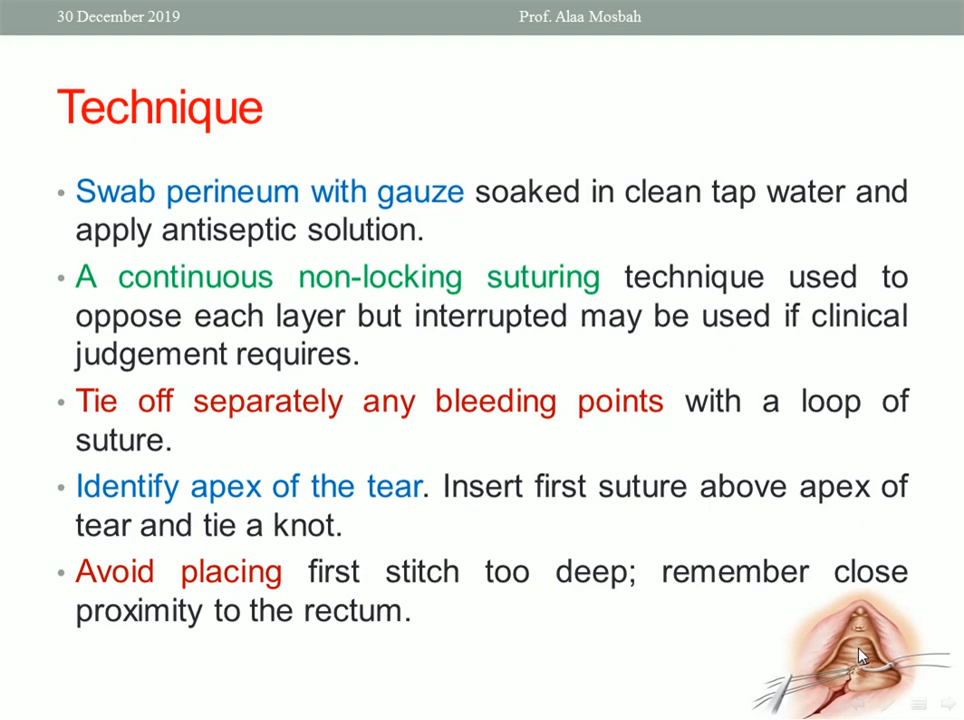 30 December 2019 Prof. Alaa Mosbah
Technique
• Swab perineum with gauze soaked in clean tap water and
apply antiseptic solution.
• A continuous non-locking suturing technique used to
oppose each layer but interrupted may be used if clinical
judgement requires.
• Tie off separately any bleeding points with a loop of
suture.
• Identify apex of the tear. Insert first suture above apex of
tear and tie a knot.
• Avoid placing first stitch too deep; remember close
proximity to the rectum.